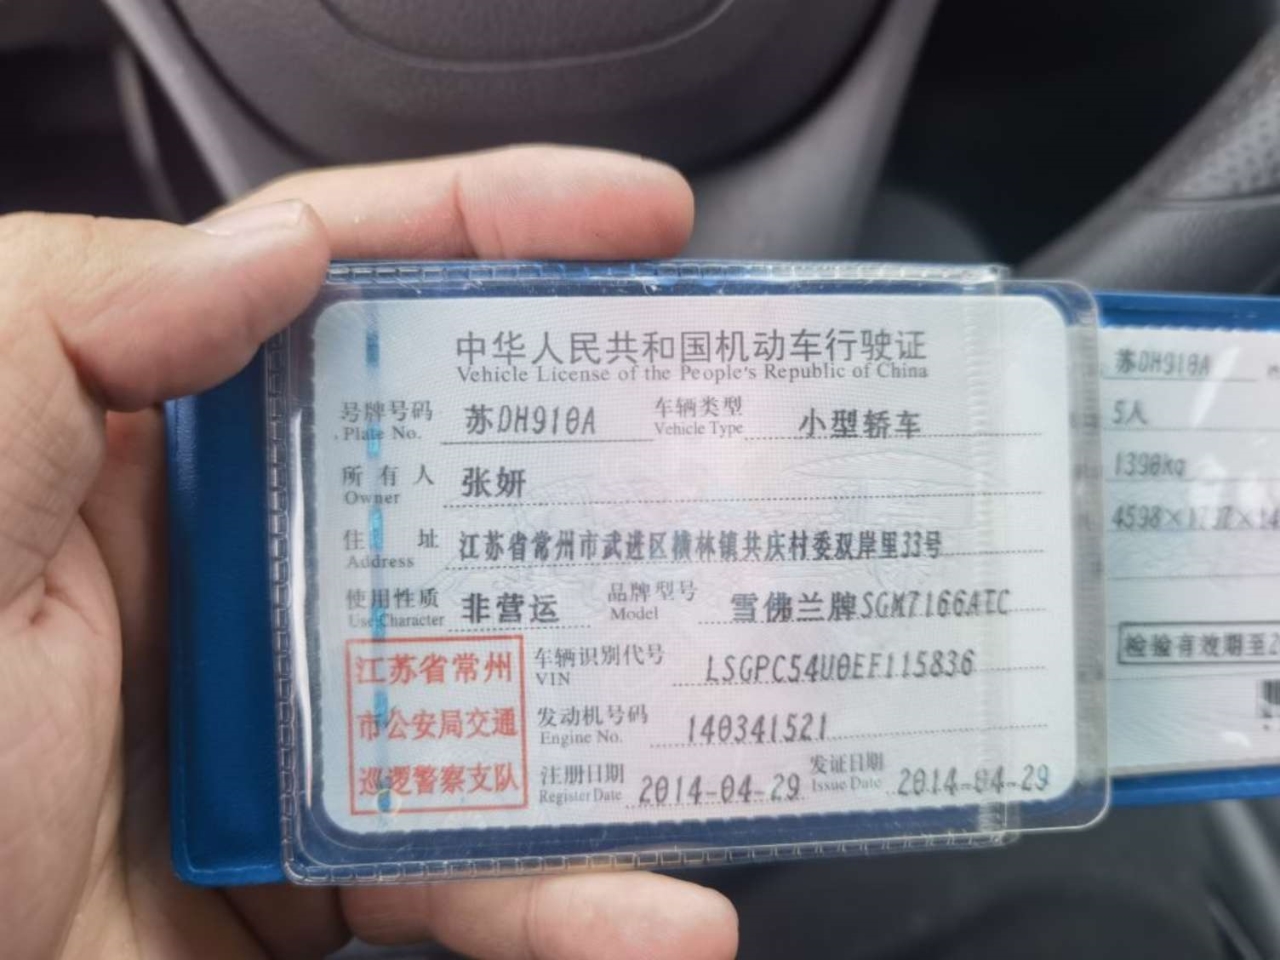 中华人民共和国机动车行驶证
Vehicle License of the People's Republic of China
号牌号码 苏DH910A 车辆类型 小型轿车
Plate No. Vehicle Type
所有人 张妍
Owner
住址 江苏省常州市武进区横林镇共庆村委双岸里33号
Address
使用性质 非营运 品牌型号 雪佛兰牌SGM7166ATC
Use Character Model
江苏省常州
市公安局交通
巡逻警察支队
车辆识别代号 LSGPC54U0EF115836
VIN
发动机号码 140341521
Engine No.
注册日期 2014-04-29 发证日期 2014-04-29
Register Date Issue Date
苏DH910A
5人
1390kg
4598×
检验有效期至2